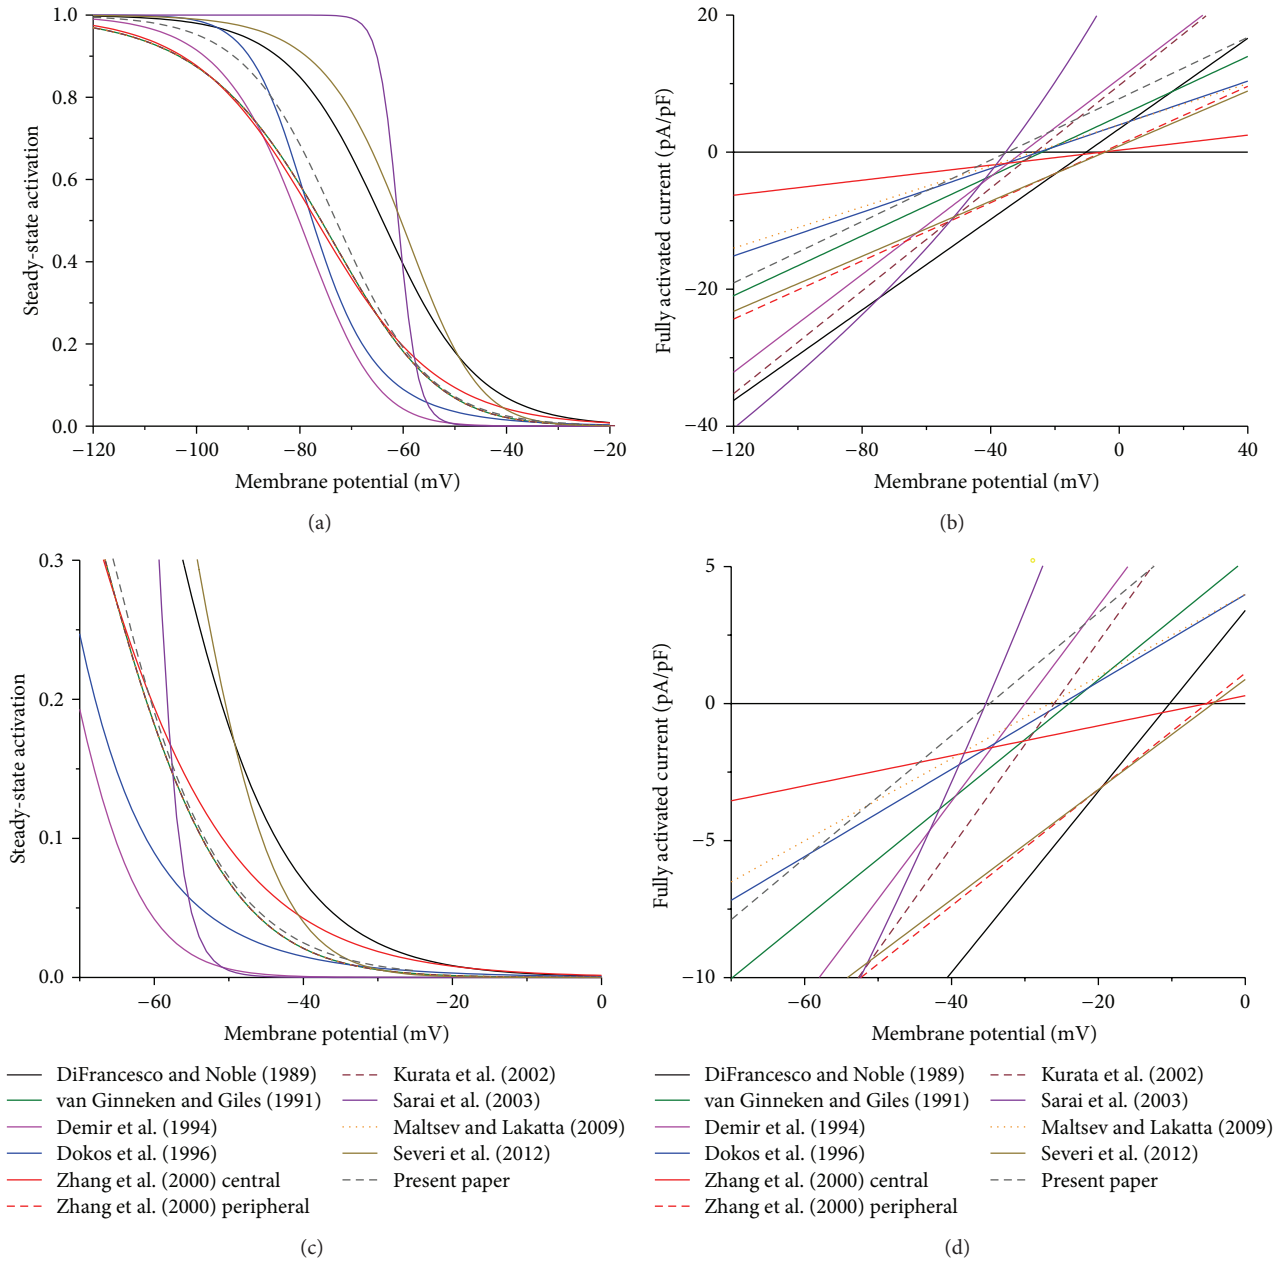 1.0
0.8
0.6
0.4
0.2
0.0
Steady-state activation
−120
−100
−80
−60
−40
−20
Membrane potential (mV)
(a)
20
0
−20
−40
Fully activated current (pA/pF)
−120
−80
−40
0
40
Membrane potential (mV)
(b)
0.3
0.2
0.1
0.0
Steady-state activation
−60
−40
−20
0
Membrane potential (mV)
DiFrancesco and Noble (1989)
van Ginneken and Giles (1991)
Demir et al. (1994)
Dokos et al. (1996)
Zhang et al. (2000) central
Zhang et al. (2000) peripheral
Kurata et al. (2002)
Sarai et al. (2003)
Maltsev and Lakatta (2009)
Severi et al. (2012)
Present paper
(c)
5
0
−5
−10
Fully activated current (pA/pF)
−60
−40
−20
0
Membrane potential (mV)
DiFrancesco and Noble (1989)
van Ginneken and Giles (1991)
Demir et al. (1994)
Dokos et al. (1996)
Zhang et al. (2000) central
Zhang et al. (2000) peripheral
Kurata et al. (2002)
Sarai et al. (2003)
Maltsev and Lakatta (2009)
Severi et al. (2012)
Present paper
(d)